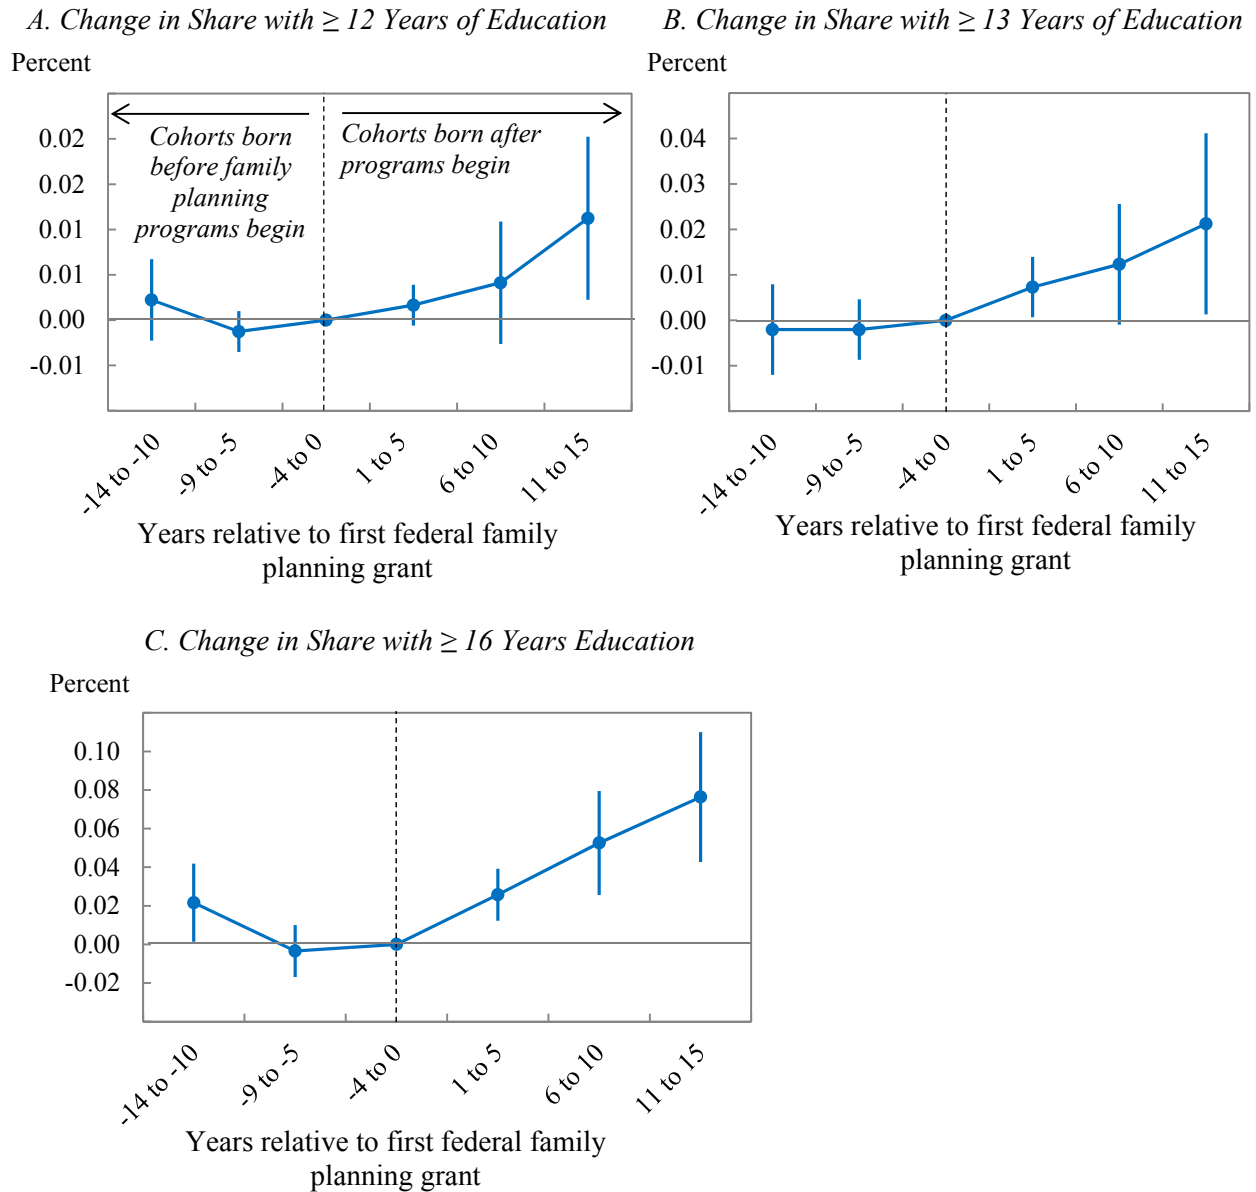 A. Change in Share with ≥ 12 Years of Education
Percent
0.02
0.02
0.01
0.01
0.00
-0.01
Cohorts born
before family
planning
programs begin
Cohorts born after
programs begin
-14 to -10
-9 to -5
-4 to 0
1 to 5
6 to 10
11 to 15
Years relative to first federal family
planning grant
B. Change in Share with ≥ 13 Years of Education
Percent
0.04
0.03
0.02
0.01
0.00
-0.01
-14 to -10
-9 to -5
-4 to 0
1 to 5
6 to 10
11 to 15
Years relative to first federal family
planning grant
C. Change in Share with ≥ 16 Years Education
Percent
0.10
0.08
0.06
0.04
0.02
0.00
-0.02
-14 to -10
-9 to -5
-4 to 0
1 to 5
6 to 10
11 to 15
Years relative to first federal family
planning grant